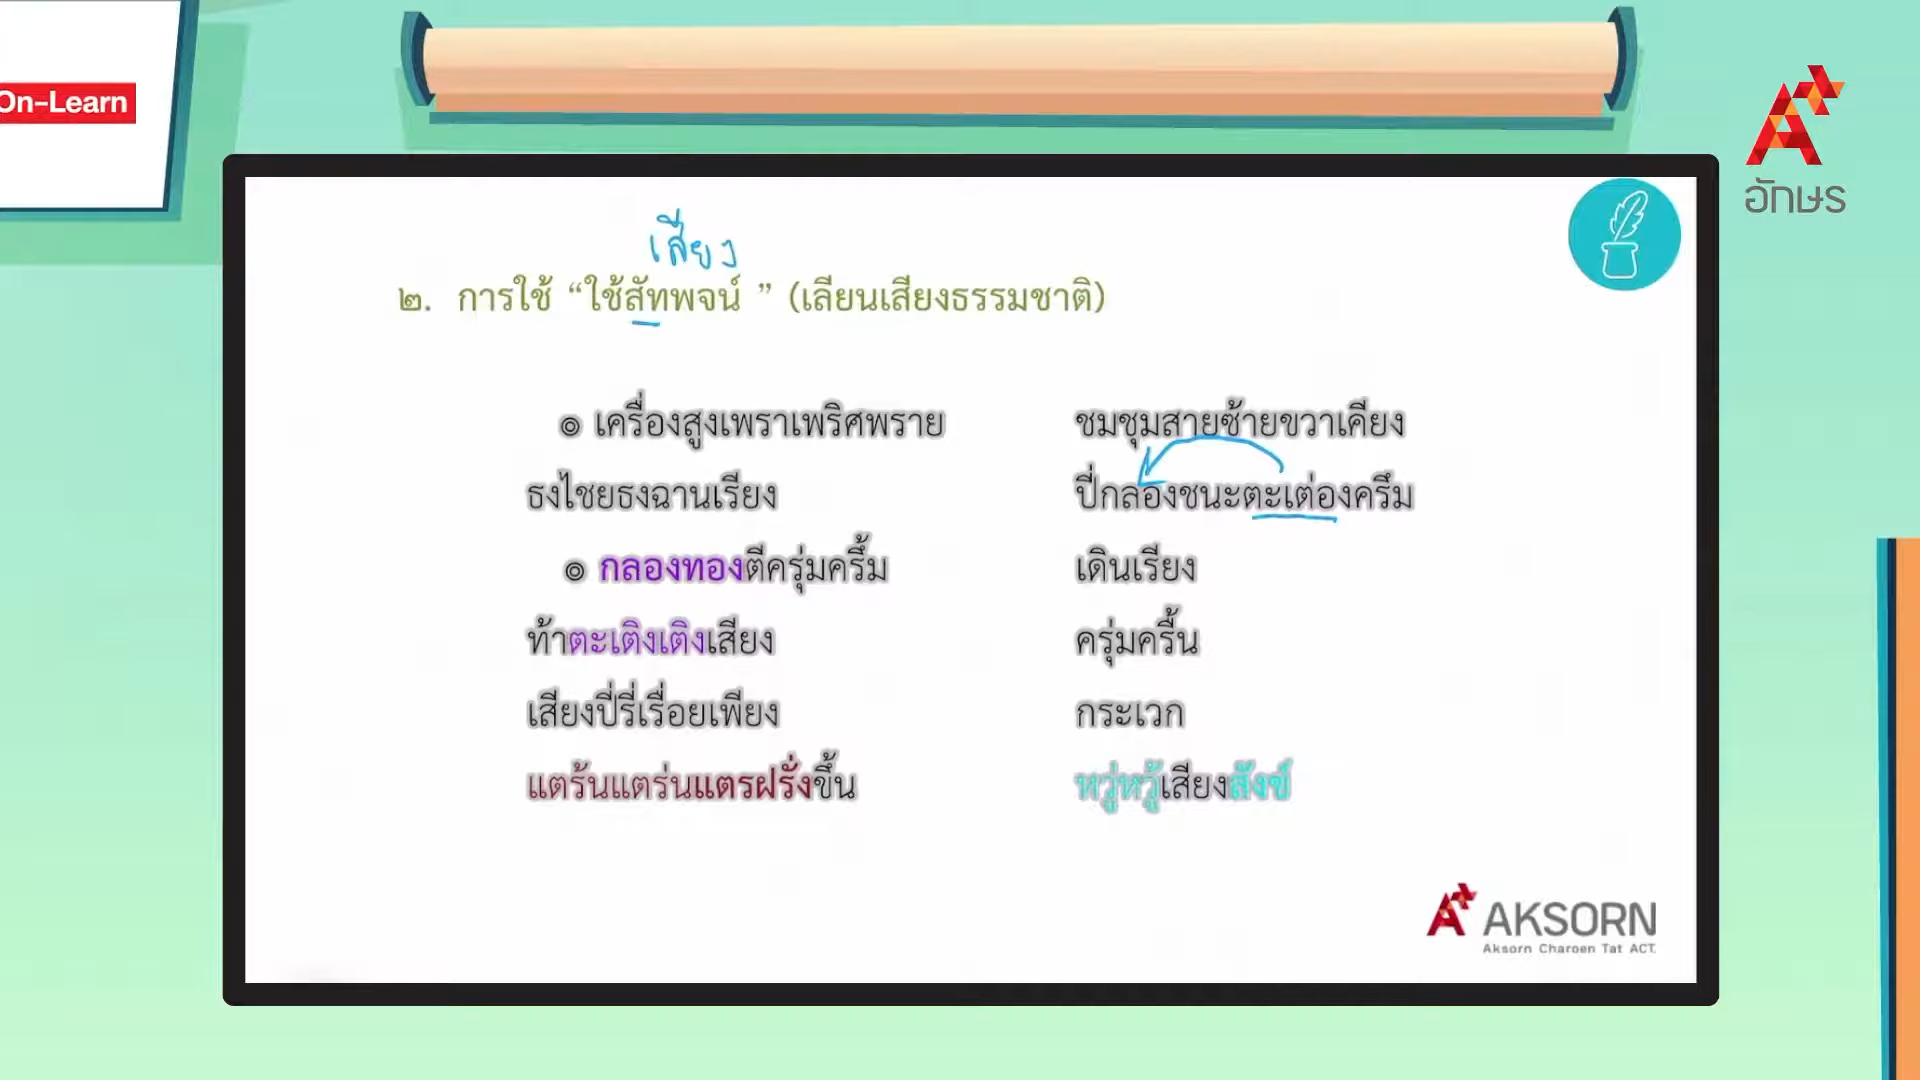 On-Learn
อักษร
เสียง
๒. การใช้ “ใช้สัทพจน์ ” (เลียนเสียงธรรมชาติ)
๏ เครื่องสูงเพราเพริศพราย ชมชุมสายซ้ายขวาเคียง
ธงไชยธงฉานเรียง ปี่กลองชนะตะเต่องครึม
๏ กลองทองตีครุ่มครึ้ม เดินเรียง
ท้าตะเติงเติงเสียง ครุ่มครื้น
เสียงปี่รี่เรื่อยเพียง กระเวก
แตร้นแตร่นแตรฝรั่งขึ้น หวู่หวู้เสียงสังข์
AKSORN
Aksorn Charoen Tat ACT.